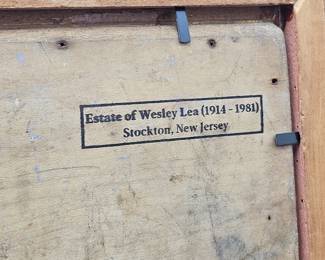 Estate of Wesley Lea (1914 - 1981)
Stockton, New Jersey